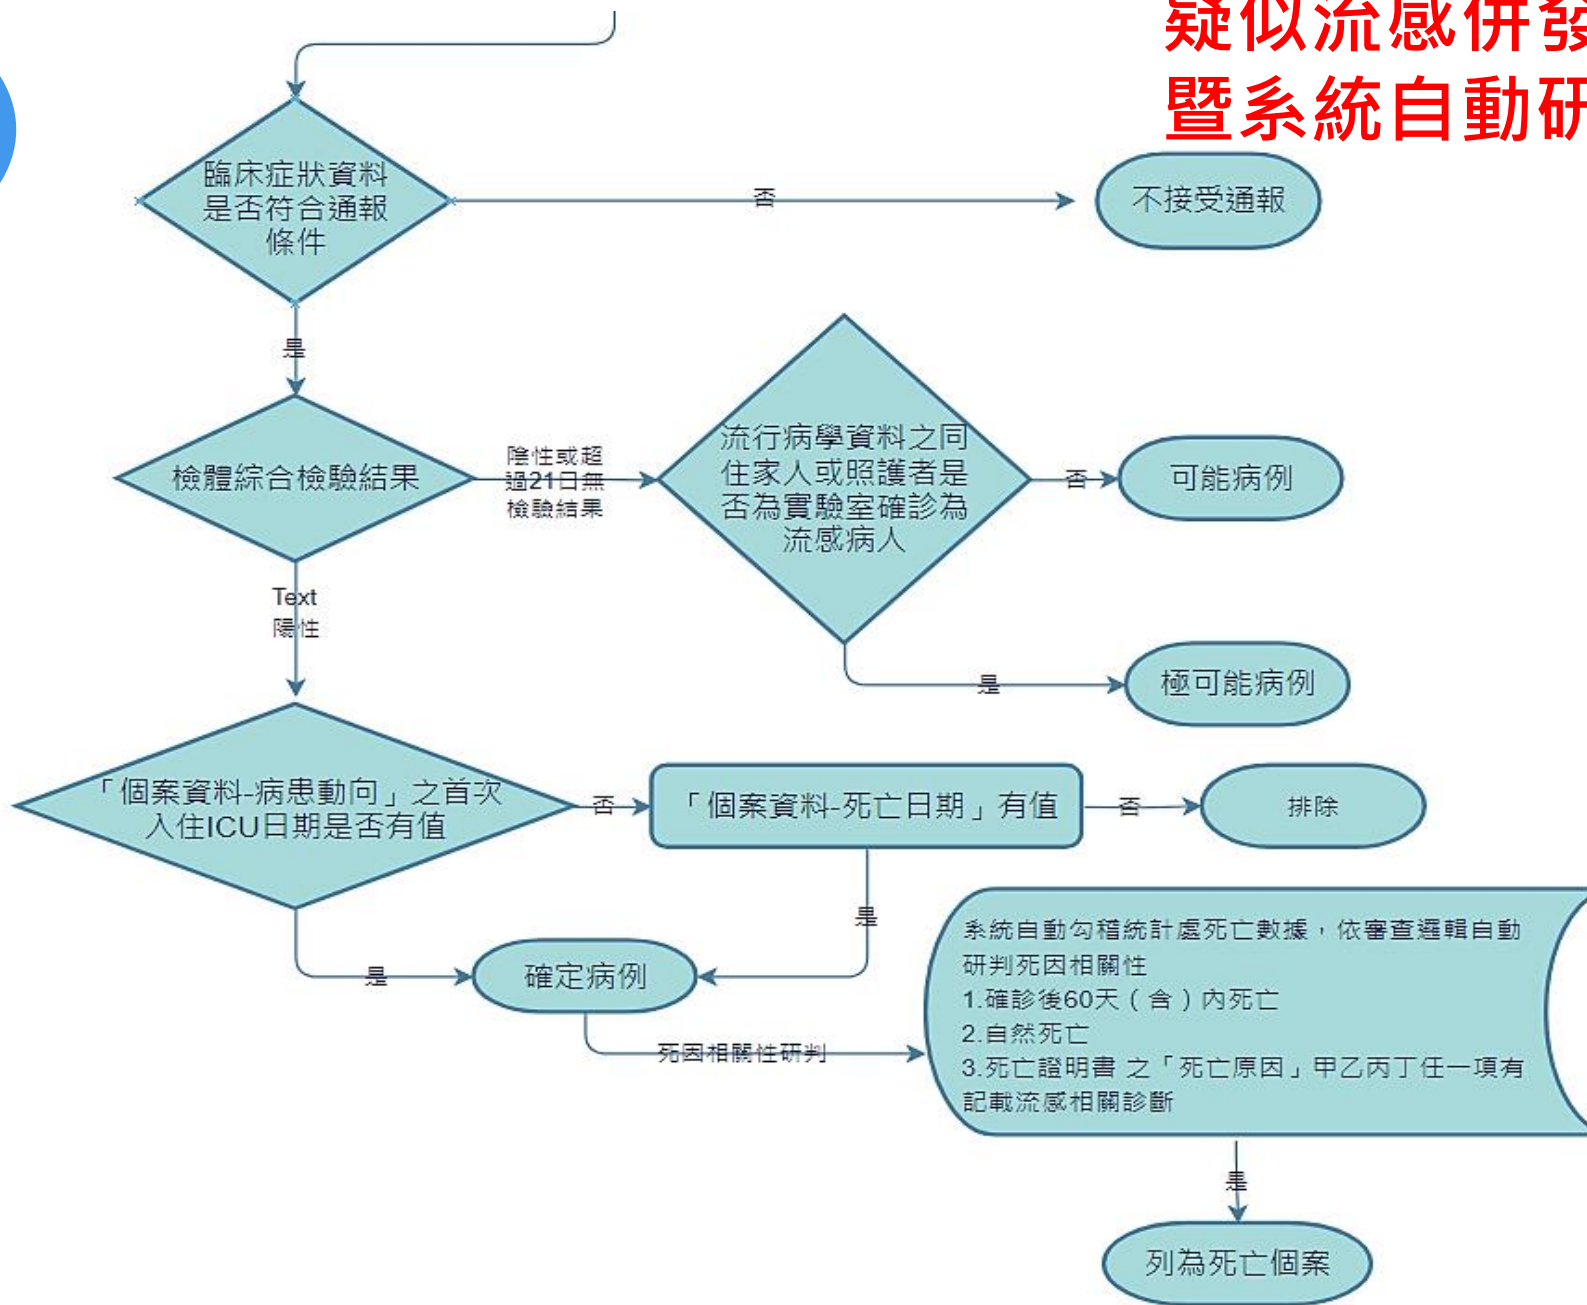 疑似流感併發
暨系統自動研
臨床症狀資料
是否符合通報
條件
否
不接受通報
是
檢體綜合檢驗結果
陰性或超
過21日無
檢驗結果
流行病學資料之同
住家人或照護者是
否為實驗室確診為
流感病人
否
可能病例
Text
陽性
是
極可能病例
「個案資料-病患動向」之首次
入住ICU日期是否有值
否
「個案資料-死亡日期」有值
否
排除
是
是
確定病例
死因相關性研判
系統自動勾稽統計處死亡數據，依審查邏輯自動
研判死因相關性
1.確診後60天（含）內死亡
2.自然死亡
3.死亡證明書 之「死亡原因」甲乙丙丁任一項有
記載流感相關診斷
是
列為死亡個案